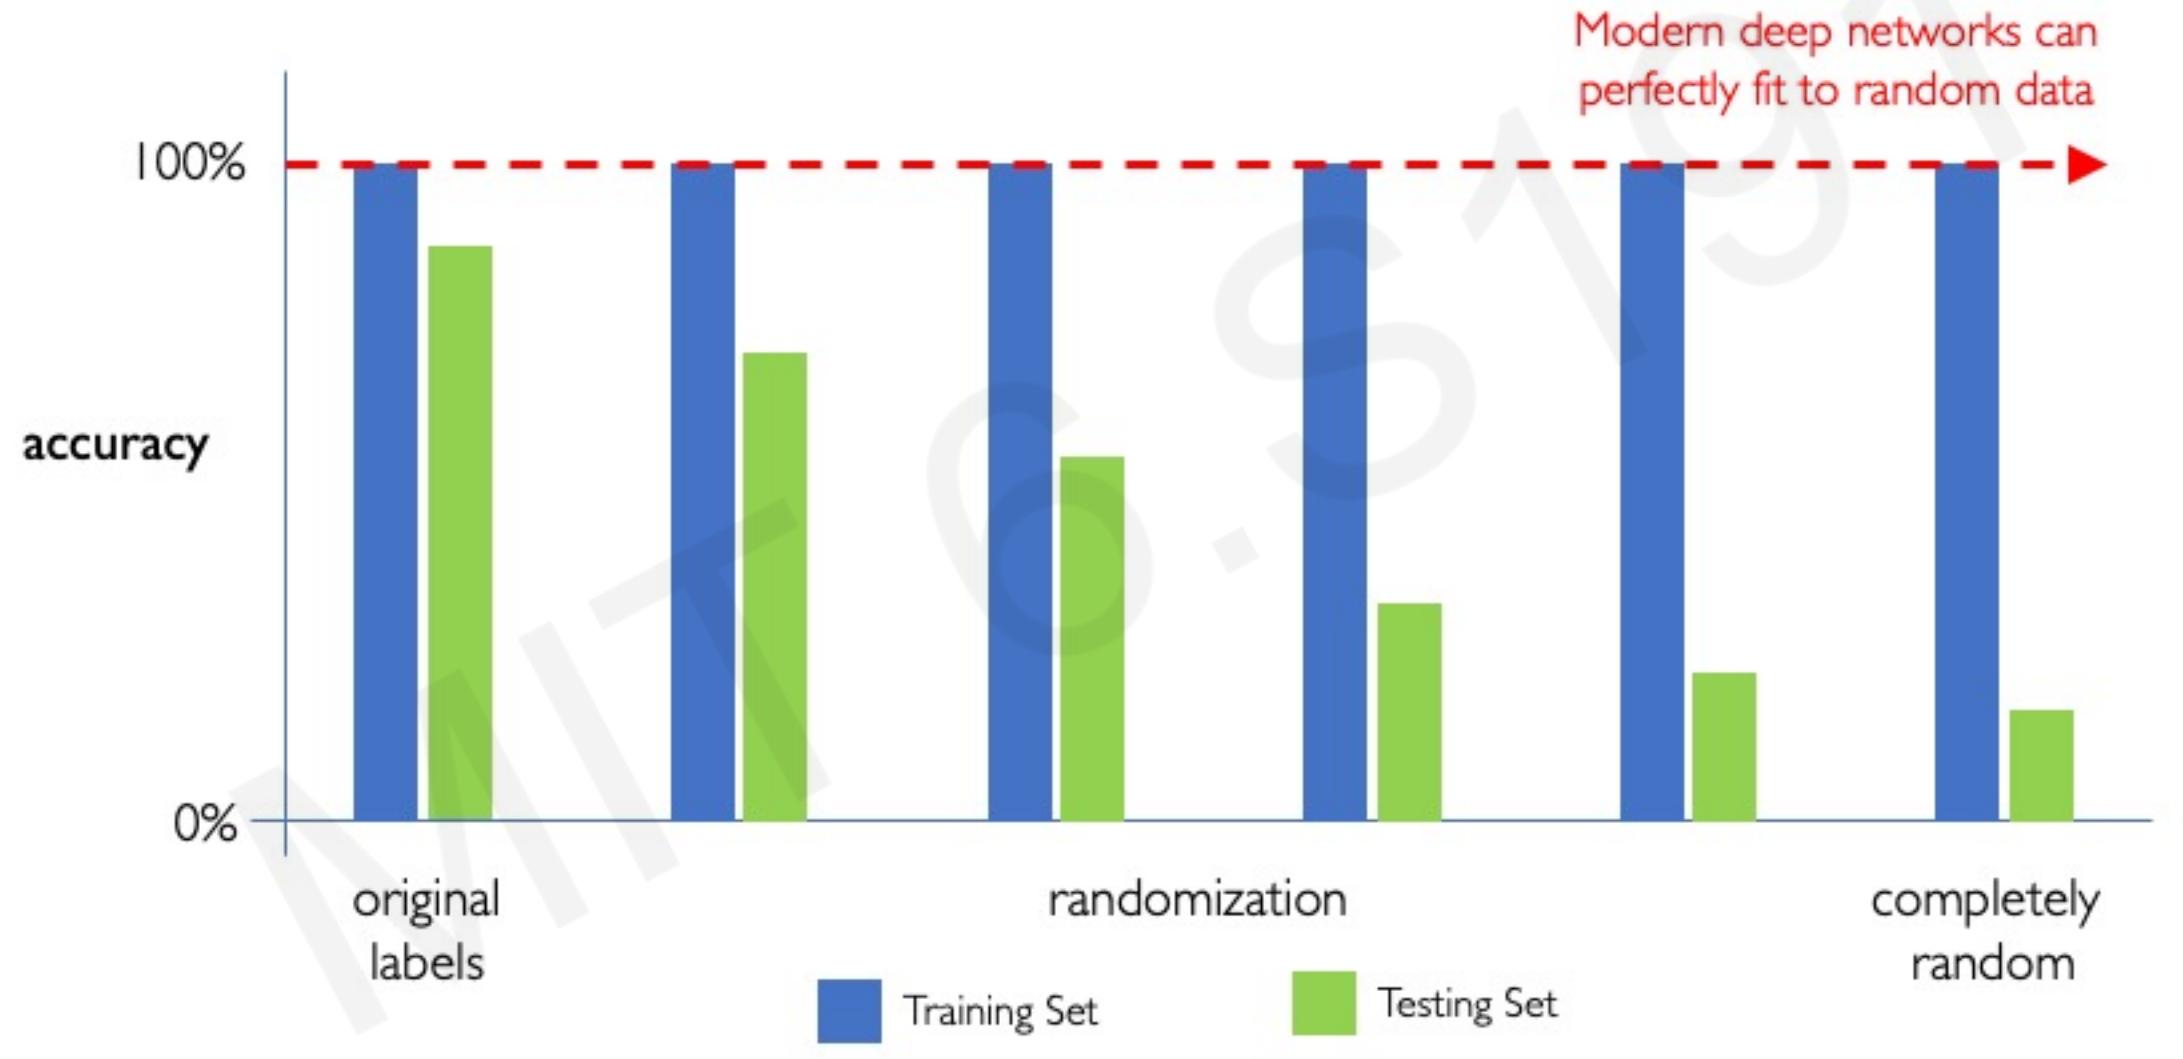 Modern deep networks can
perfectly fit to random data
100%
accuracy
0%
original
labels
randomization
completely
random
Training Set
Testing Set
MIT 6.S191